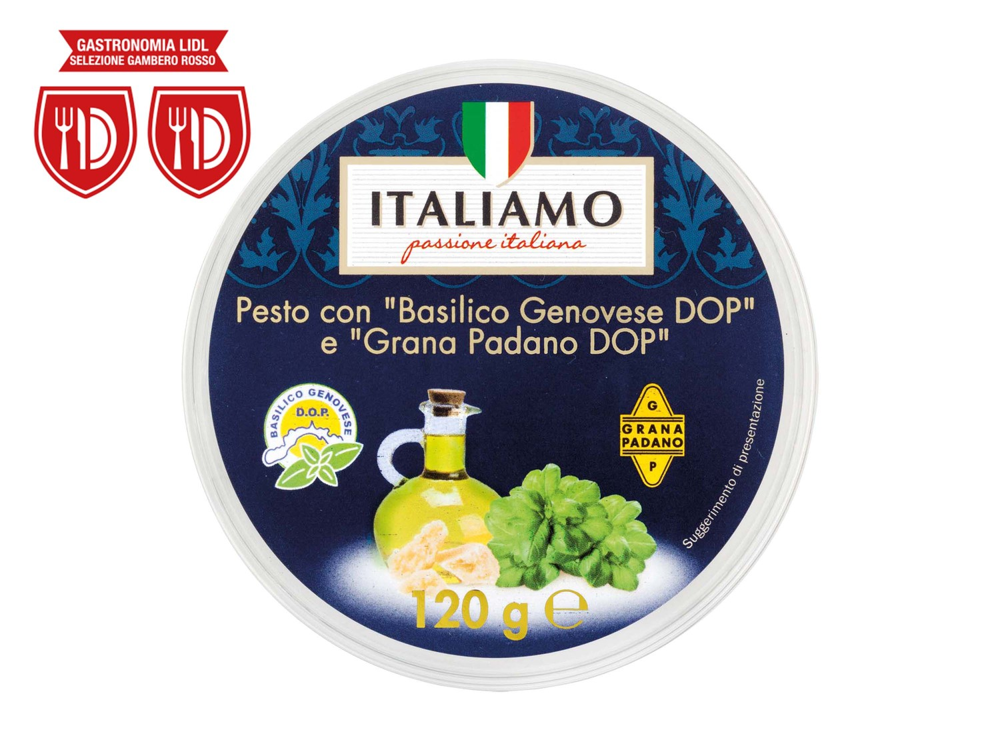 GASTRONOMIA LIDL
SELEZIONE GAMBERO ROSSO
ITALIAMO
passione italiana
Pesto con "Basilico Genovese DOP"
e "Grana Padano DOP"
BASILICO GENOVESE
D.O.P.
G
GRANA
PADANO
P
Suggerimento di presentazione
120 g ℮